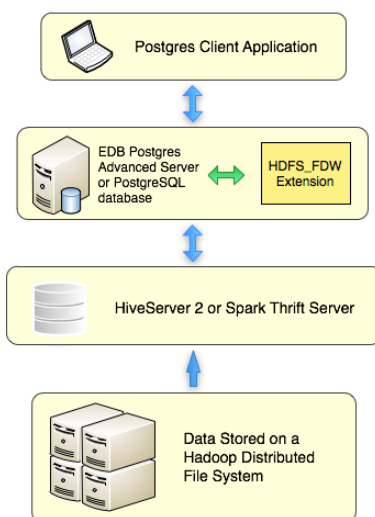 Postgres Client Application
EDB Postgres
Advanced Server
or PostgreSQL
database
HDFS_FDW
Extension
HiveServer 2 or Spark Thrift Server
Data Stored on a
Hadoop Distributed
File System